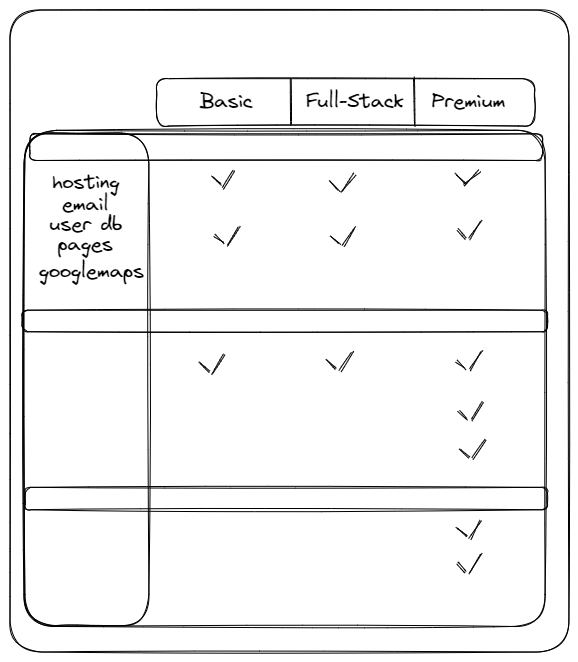 Basic Full-Stack Premium
hosting
email
user db
pages
googlemaps